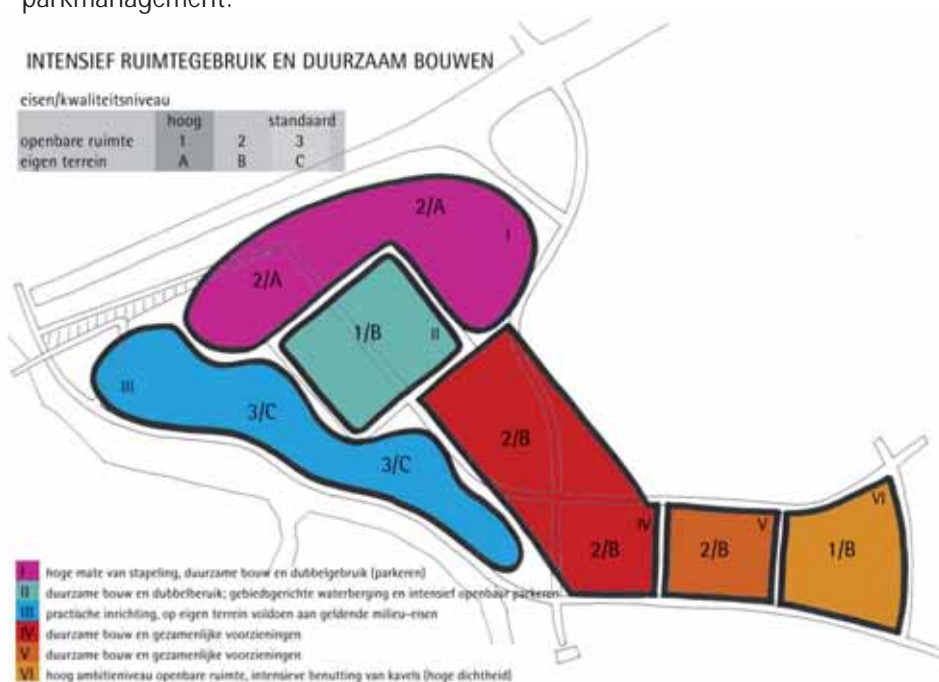 parkmanagement.
INTENSIEF RUIMTEGEBRUIK EN DUURZAAM BOUWEN
eisen/kwaliteitsniveau
hoog standaard
openbare ruimte 1 2 3
eigen terrein A B C
2/A
I
2/A
1/B II
III
3/C
3/C
2/B
IV
2/B
V
2/B
VI
1/B
I hoge mate van stapeling, duurzame bouw en dubbelgebruik (parkeren)
II duurzame bouw en dubbelberuik; gebiedsgerichte waterberging en intensief openbaar parkeren
III practische inrichting, op eigen terrein voldoen aan geldende milieu-eisen
IV duurzame bouw en gezamenlijke voorzieningen
V duurzame bouw en gezamenlijke voorzieningen
VI hoog ambitieniveau openbare ruimte, intensieve benutting van kavels (hoge dichtheid)